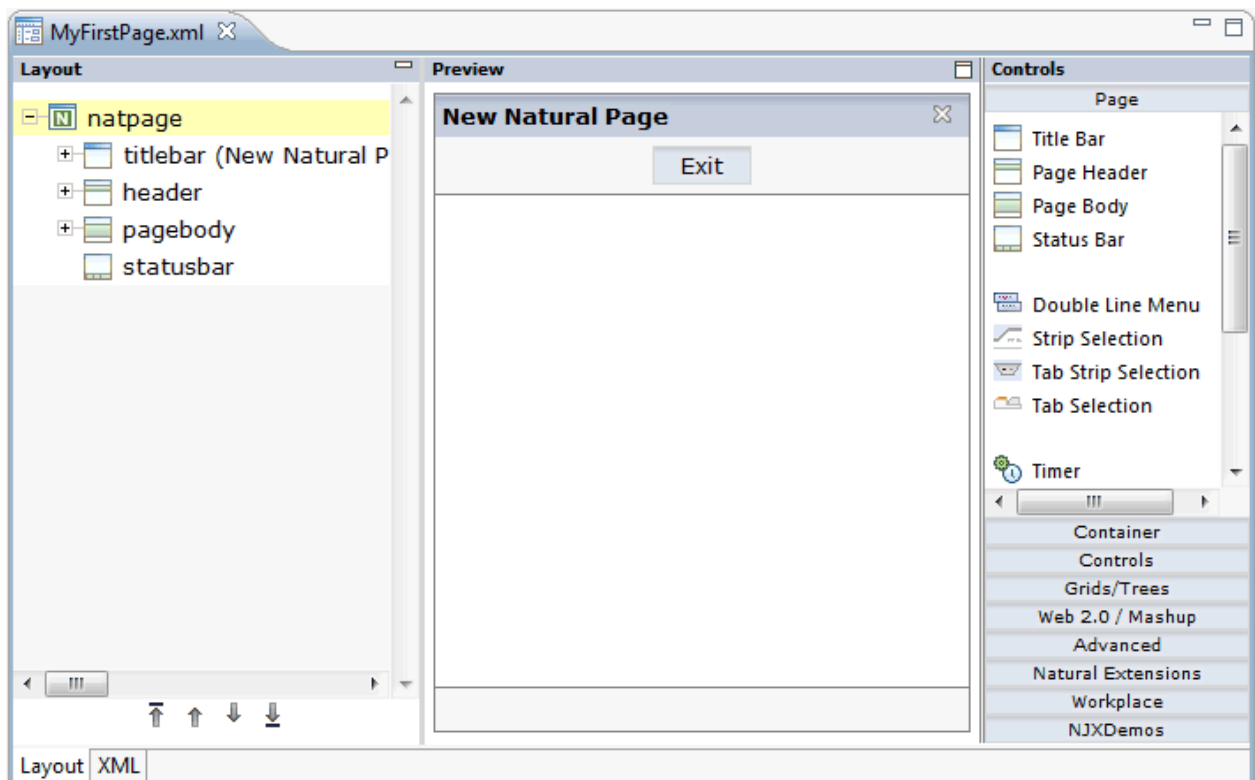 MyFirstPage.xml
Layout
natpage
titlebar (New Natural P
header
pagebody
statusbar
Preview
New Natural Page
Exit
Controls
Page
Title Bar
Page Header
Page Body
Status Bar
Double Line Menu
Strip Selection
Tab Strip Selection
Tab Selection
Timer
Container
Controls
Grids/Trees
Web 2.0 / Mashup
Advanced
Natural Extensions
Workplace
NJXDemos
Layout XML